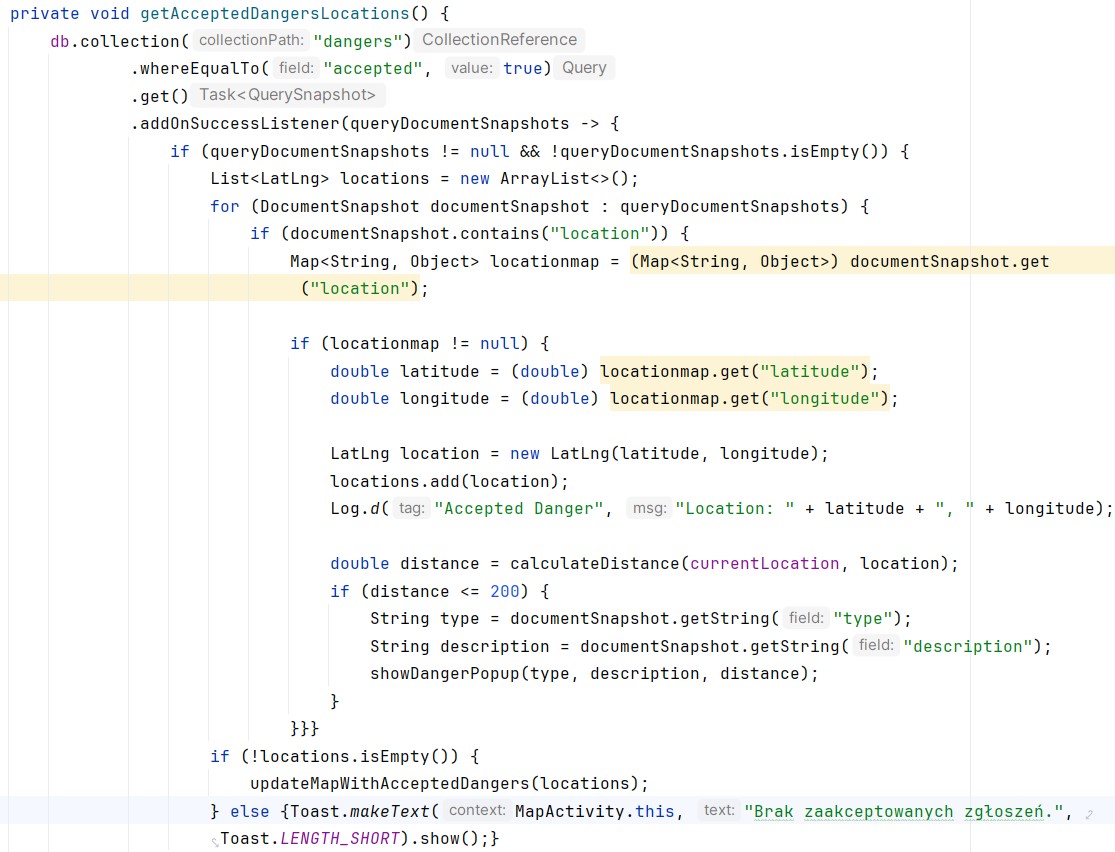 private void getAcceptedDangersLocations() {
db.collection( collectionPath: "dangers") CollectionReference
.whereEqualTo( field: "accepted", value: true) Query
.get() Task<QuerySnapshot>
.addOnSuccessListener(queryDocumentSnapshots -> {
if (queryDocumentSnapshots != null && !queryDocumentSnapshots.isEmpty()) {
List<LatLng> locations = new ArrayList<>();
for (DocumentSnapshot documentSnapshot : queryDocumentSnapshots) {
if (documentSnapshot.contains("location")) {
Map<String, Object> locationmap = (Map<String, Object>) documentSnapshot.get
("location");
if (locationmap != null) {
double latitude = (double) locationmap.get("latitude");
double longitude = (double) locationmap.get("longitude");
LatLng location = new LatLng(latitude, longitude);
locations.add(location);
Log.d( tag: "Accepted Danger", msg: "Location: " + latitude + ", " + longitude);
double distance = calculateDistance(currentLocation, location);
if (distance <= 200) {
String type = documentSnapshot.getString( field: "type");
String description = documentSnapshot.getString( field: "description");
showDangerPopup(type, description, distance);
}
}}}
if (!locations.isEmpty()) {
updateMapWithAcceptedDangers(locations);
} else {Toast.makeText( context: MapActivity.this, text: "Brak zaakceptowanych zgłoszeń.",
Toast.LENGTH_SHORT).show();}